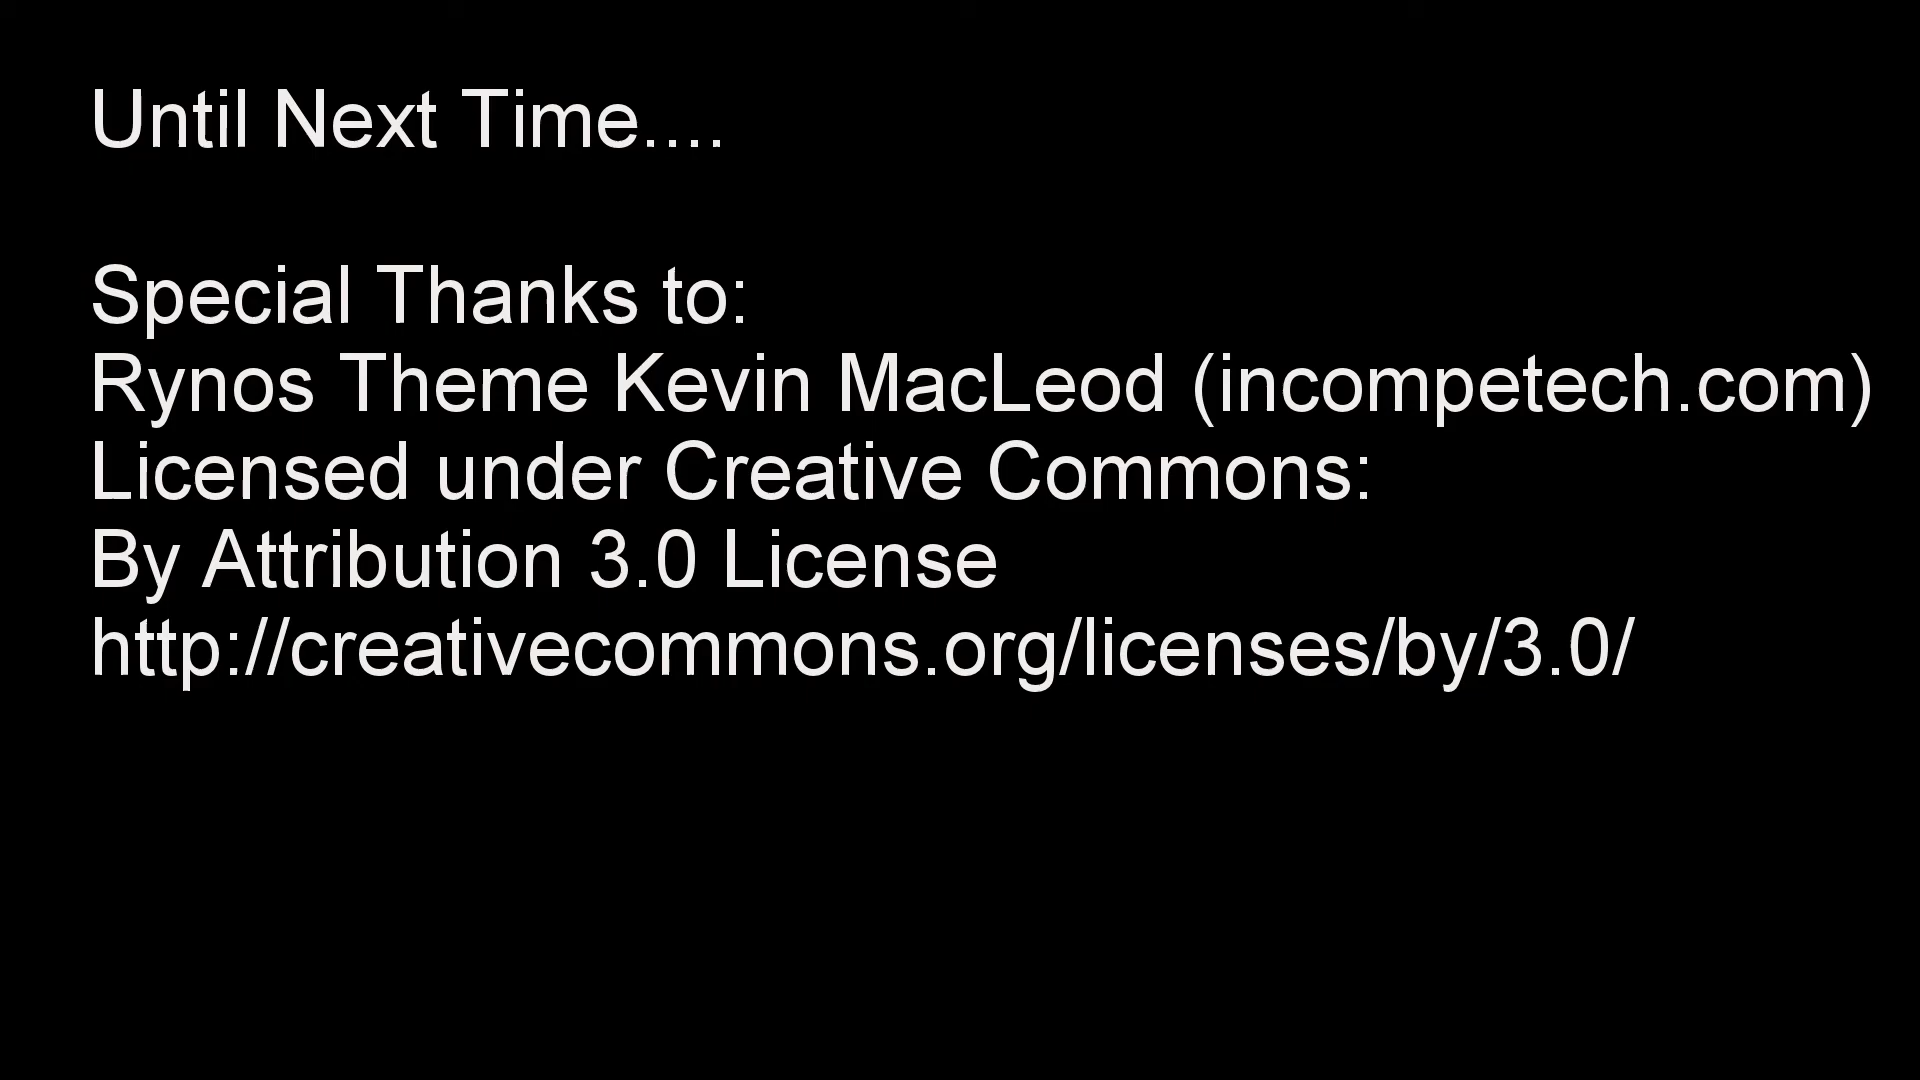 Until Next Time....
Special Thanks to:
Rynos Theme Kevin MacLeod (incompetech.com)
Licensed under Creative Commons:
By Attribution 3.0 License
http://creativecommons.org/licenses/by/3.0/